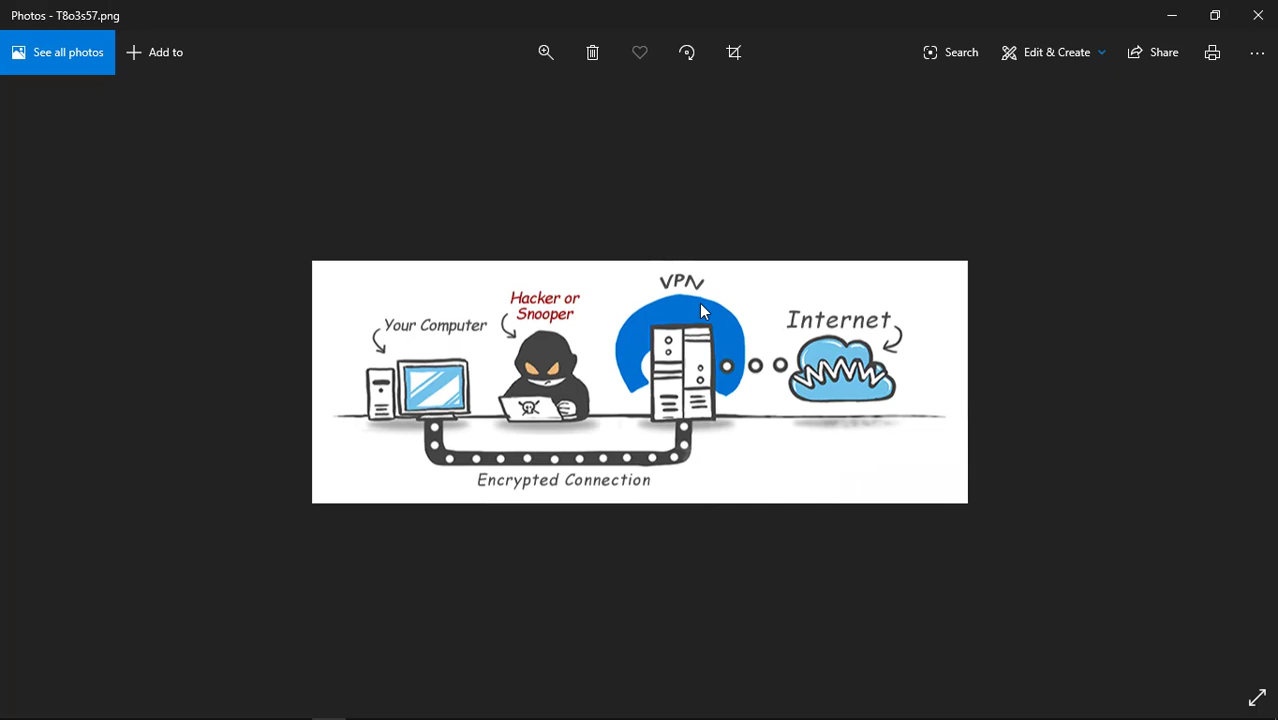 Photos - T8o3s57.png
See all photos
Add to
Search
Edit & Create
Share
VPN
Hacker or
Snooper
Your Computer
Internet
Encrypted Connection